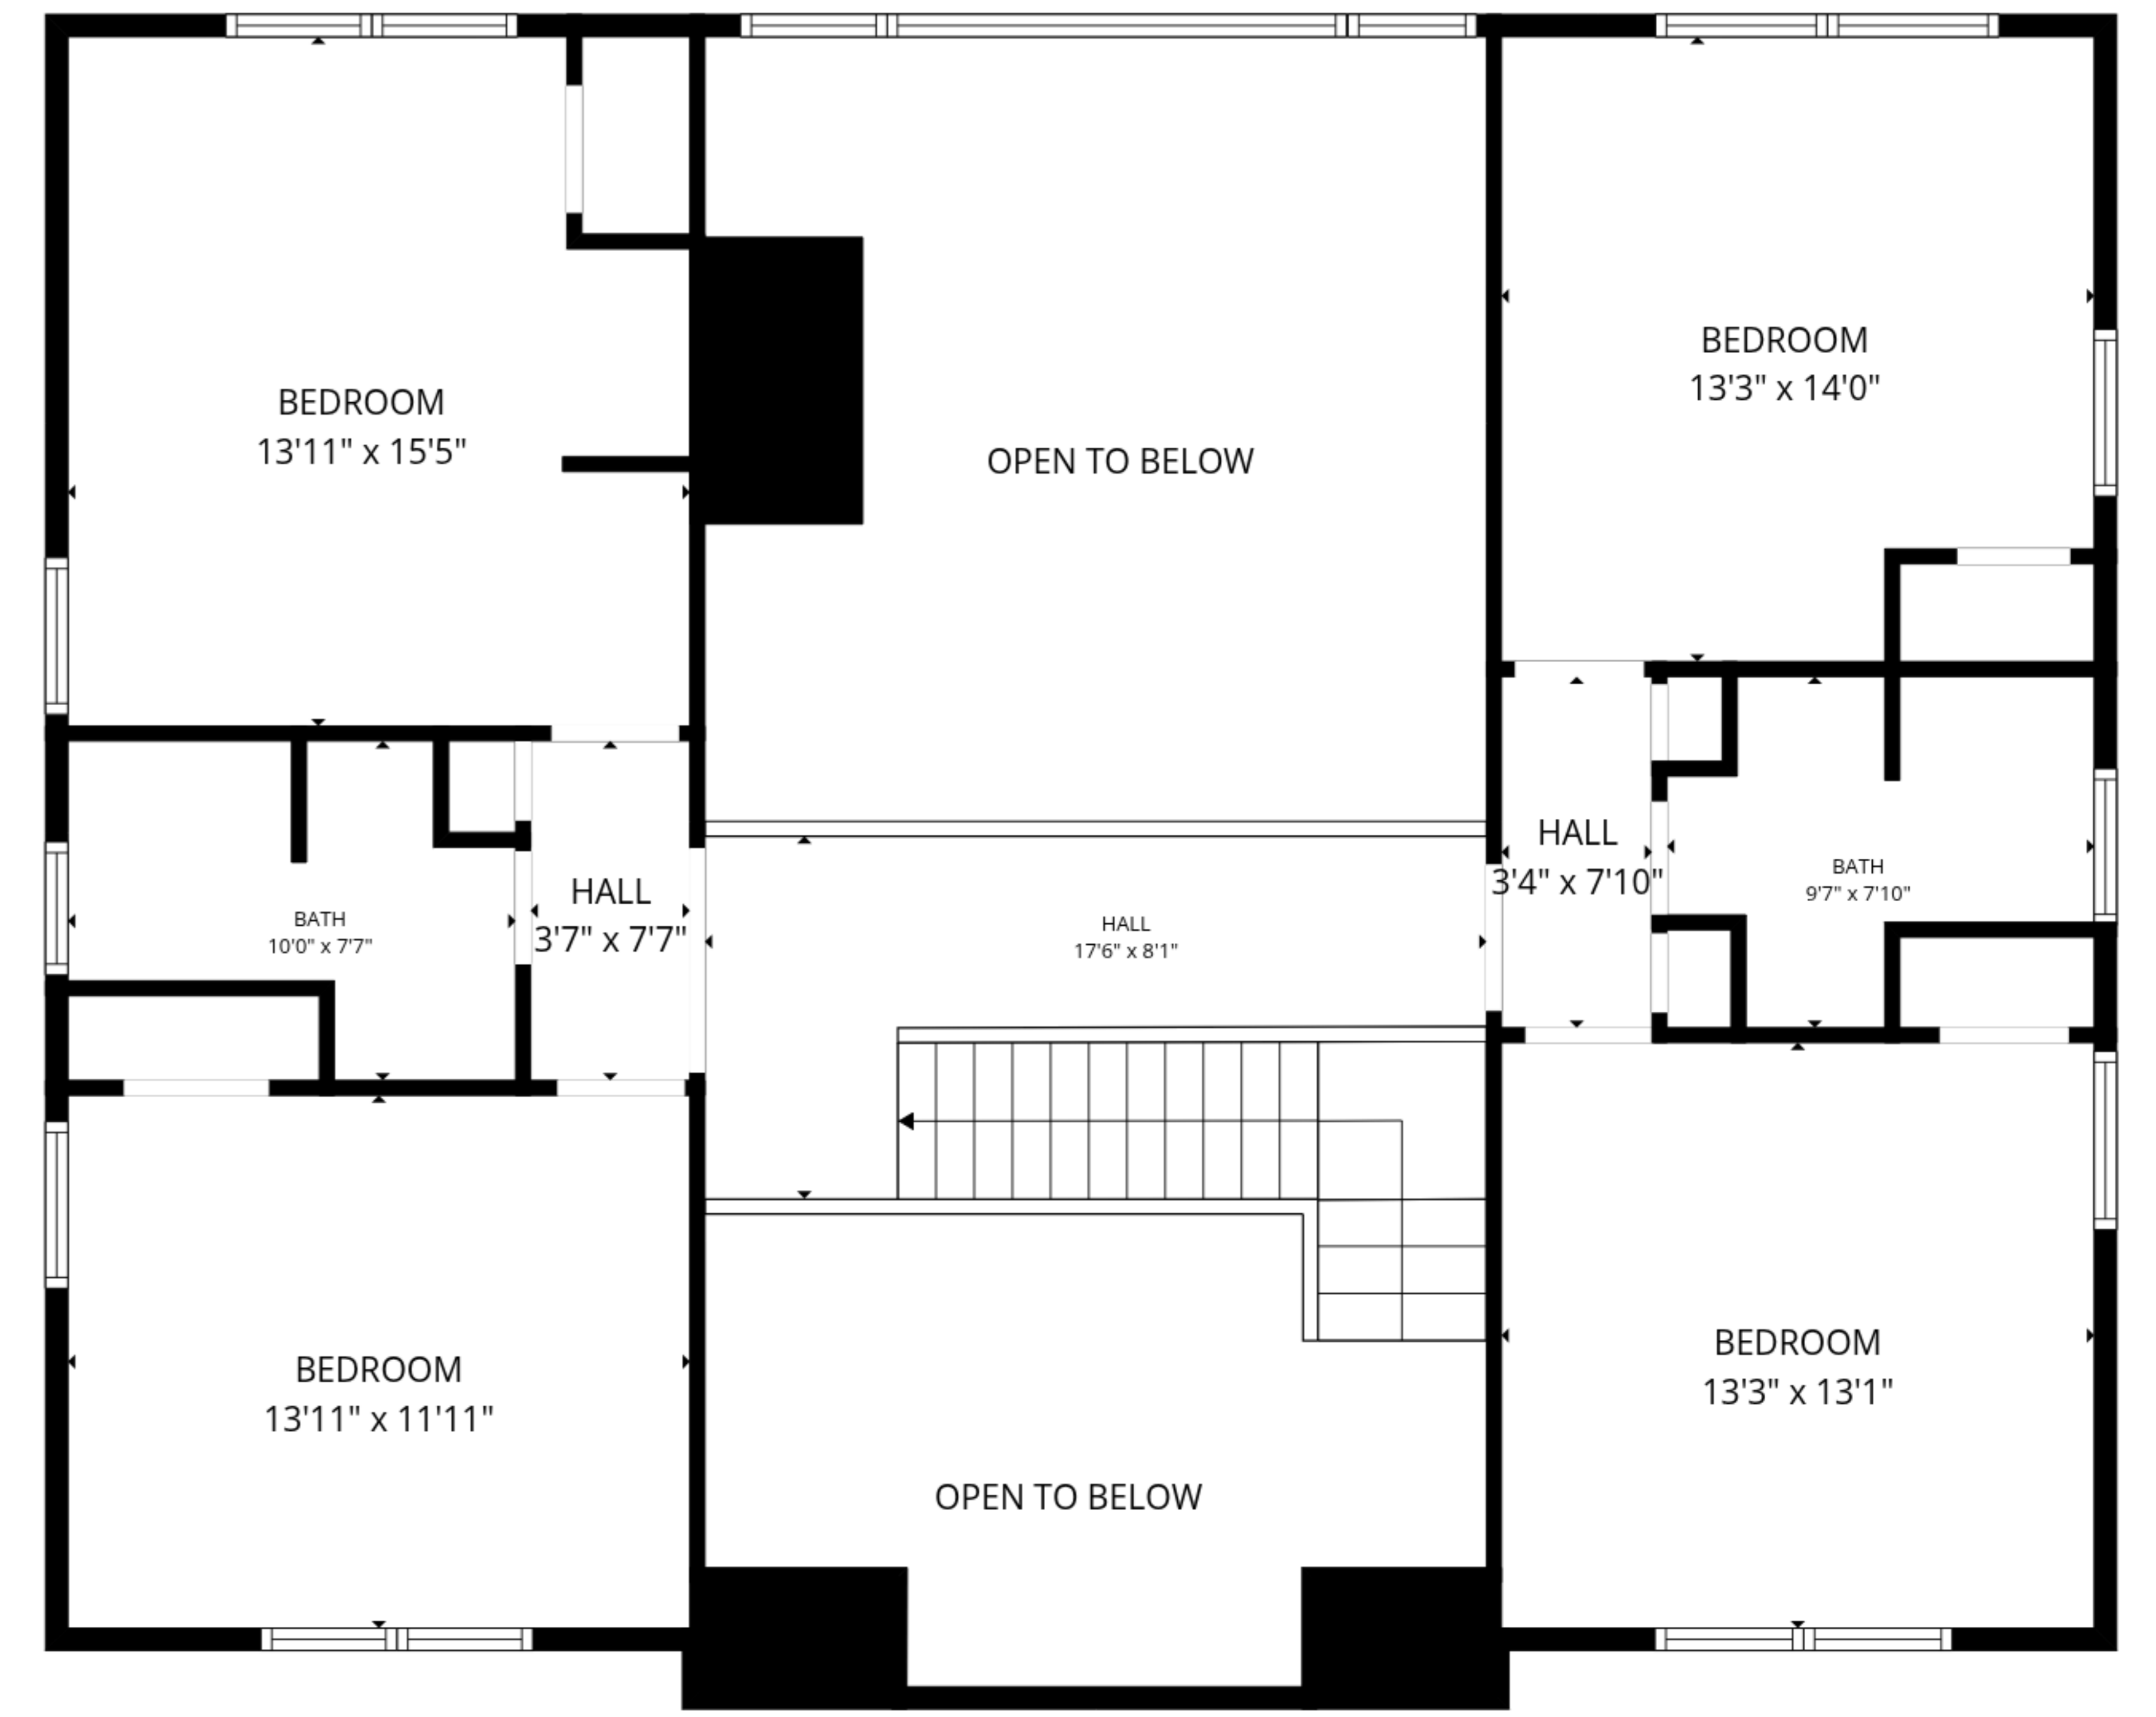 BEDROOM
13'3" x 14'0"
BEDROOM
13'11" x 15'5"
OPEN TO BELOW
HALL
3'4" x 7'10"
BATH
9'7" x 7'10"
HALL
3'7" x 7'7"
BATH
10'0" x 7'7"
HALL
17'6" x 8'1"
BEDROOM
13'3" x 13'1"
BEDROOM
13'11" x 11'11"
OPEN TO BELOW